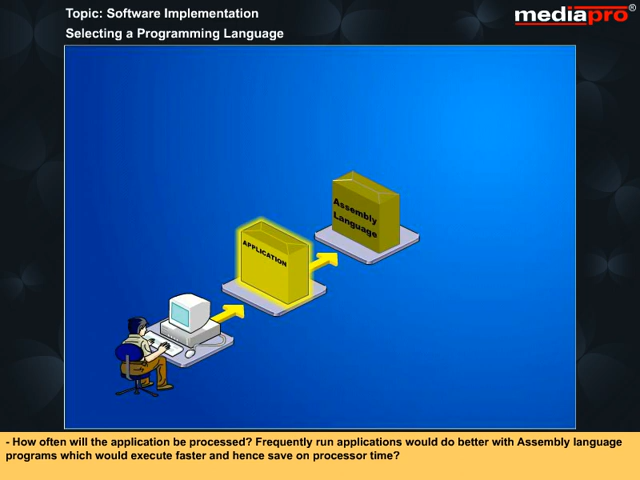 Topic: Software Implementation
Selecting a Programming Language
mediapro®
Assembly
Language
APPLICATION
- How often will the application be processed? Frequently run applications would do better with Assembly language
programs which would execute faster and hence save on processor time?